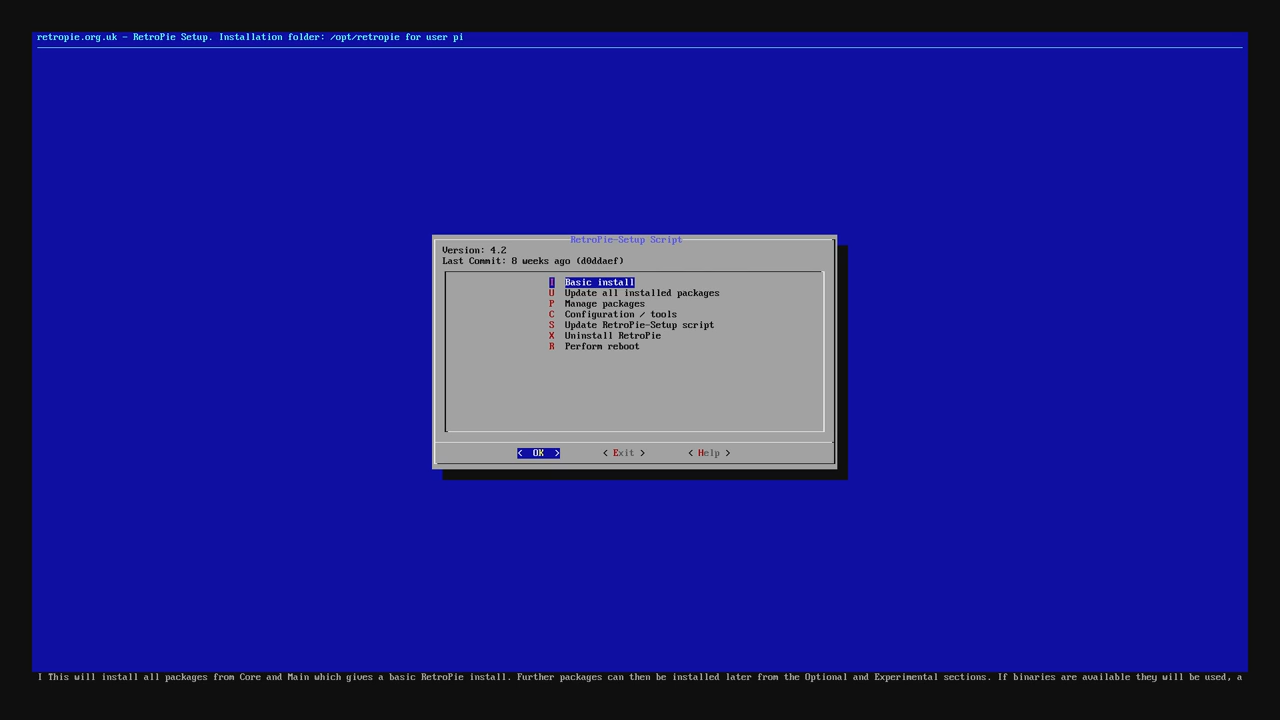 retropie.org.uk - RetroPie Setup. Installation folder: /opt/retropie for user pi
RetroPie-Setup Script
Version: 4.2
Last Commit: 8 weeks ago (d0ddaef)
I Basic install
U Update all installed packages
P Manage packages
C Configuration / tools
S Update RetroPie-Setup script
X Uninstall RetroPie
R Perform reboot
< OK > < Exit > < Help >
I This will install all packages from Core and Main which gives a basic RetroPie install. Further packages can then be installed later from the Optional and Experimental sections. If binaries are available they will be used, a